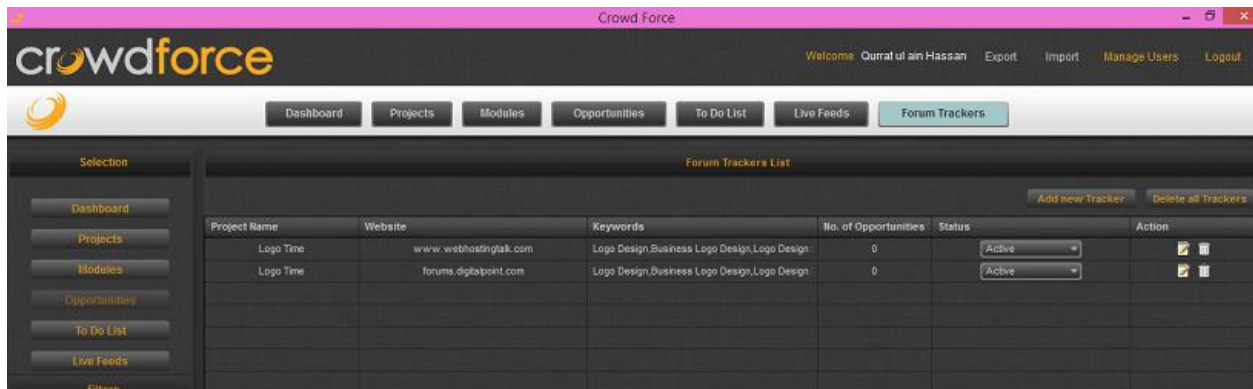 Crowd Force
crowdforce
Welcome Qurrat ul ain Hassan Export Import Manage Users Logout
Dashboard Projects Modules Opportunities To Do List Live Feeds Forum Trackers
Selection
Forum Trackers List
Add new Tracker Delete all Trackers
Dashboard
Projects
Modules
Opportunities
To Do List
Live Feeds
Filters
Project Name Website Keywords No. of Opportunities Status Action
Logo Time www.webhostingtalk.com Logo Design,Business Logo Design,Logo Design 0 Active
Logo Time forums.digitalpoint.com Logo Design,Business Logo Design,Logo Design 0 Active